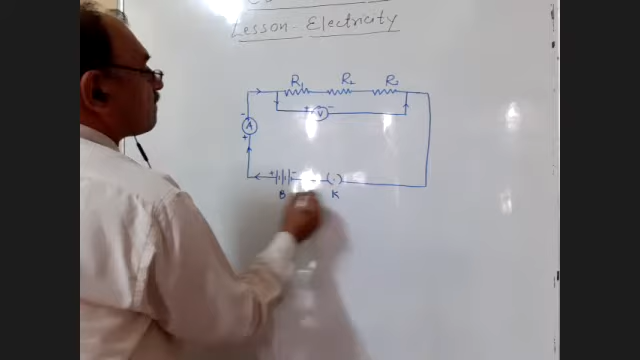 Lesson - Electricity
R1 R2 R3
+ V -
-
A
+
+ -
B K